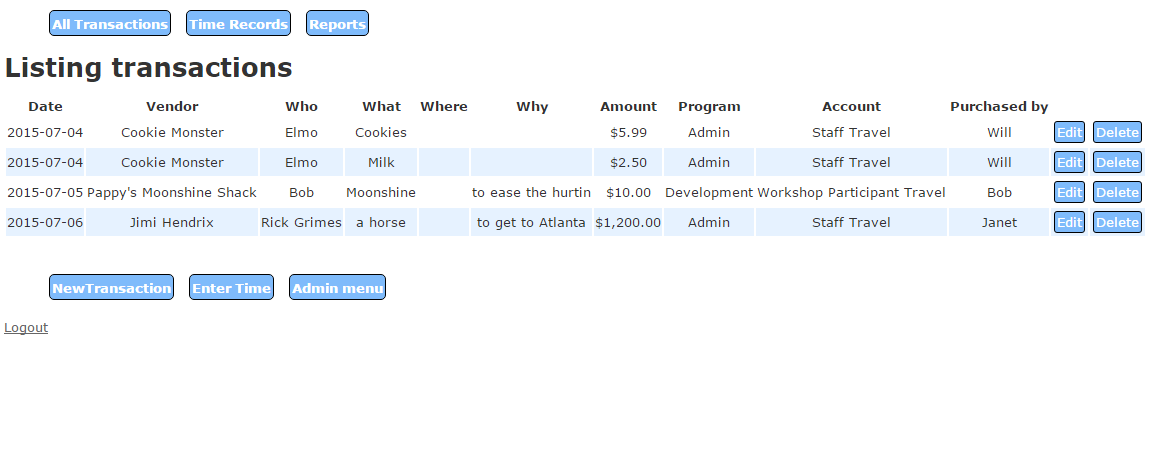 All Transactions Time Records Reports
Listing transactions
Date Vendor Who What Where Why Amount Program Account Purchased by
2015-07-04 Cookie Monster Elmo Cookies $5.99 Admin Staff Travel Will Edit Delete
2015-07-04 Cookie Monster Elmo Milk $2.50 Admin Staff Travel Will Edit Delete
2015-07-05 Pappy's Moonshine Shack Bob Moonshine to ease the hurtin $10.00 Development Workshop Participant Travel Bob Edit Delete
2015-07-06 Jimi Hendrix Rick Grimes a horse to get to Atlanta $1,200.00 Admin Staff Travel Janet Edit Delete
NewTransaction Enter Time Admin menu
Logout